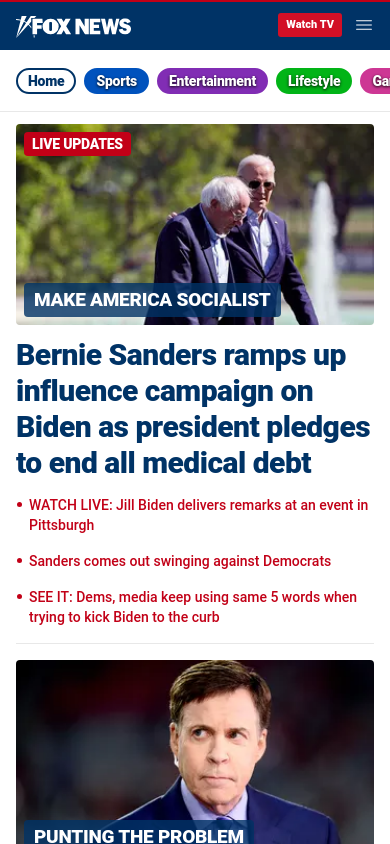 FOX NEWS
Watch TV
Home
Sports
Entertainment
Lifestyle
LIVE UPDATES
MAKE AMERICA SOCIALIST
Bernie Sanders ramps up
influence campaign on
Biden as president pledges
to end all medical debt
• WATCH LIVE: Jill Biden delivers remarks at an event in
Pittsburgh
• Sanders comes out swinging against Democrats
• SEE IT: Dems, media keep using same 5 words when
trying to kick Biden to the curb
PUNTING THE PROBLEM